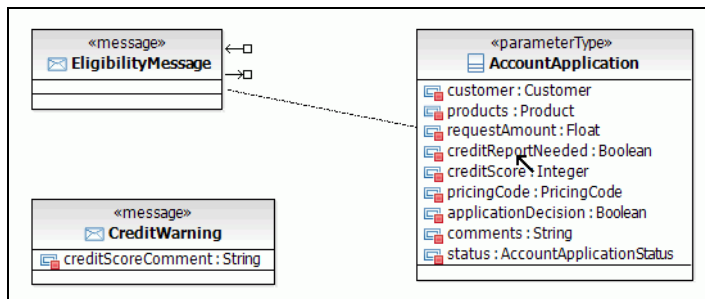 «message»
EligibilityMessage
«parameterType»
AccountApplication
customer : Customer
products : Product
requestAmount : Float
creditReportNeeded : Boolean
creditScore : Integer
pricingCode : PricingCode
applicationDecision : Boolean
comments : String
status : AccountApplicationStatus
«message»
CreditWarning
creditScoreComment : String